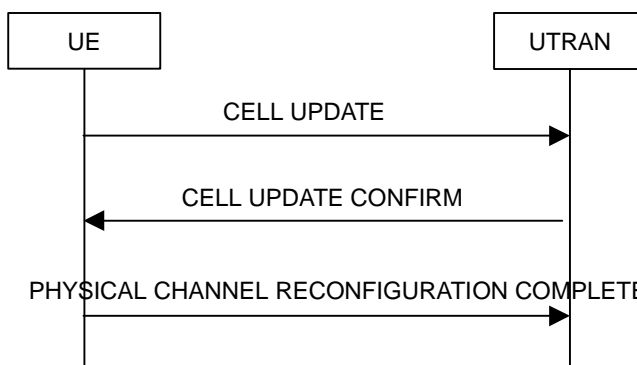 UE
UTRAN
CELL UPDATE
CELL UPDATE CONFIRM
PHYSICAL CHANNEL RECONFIGURATION COMPLETE